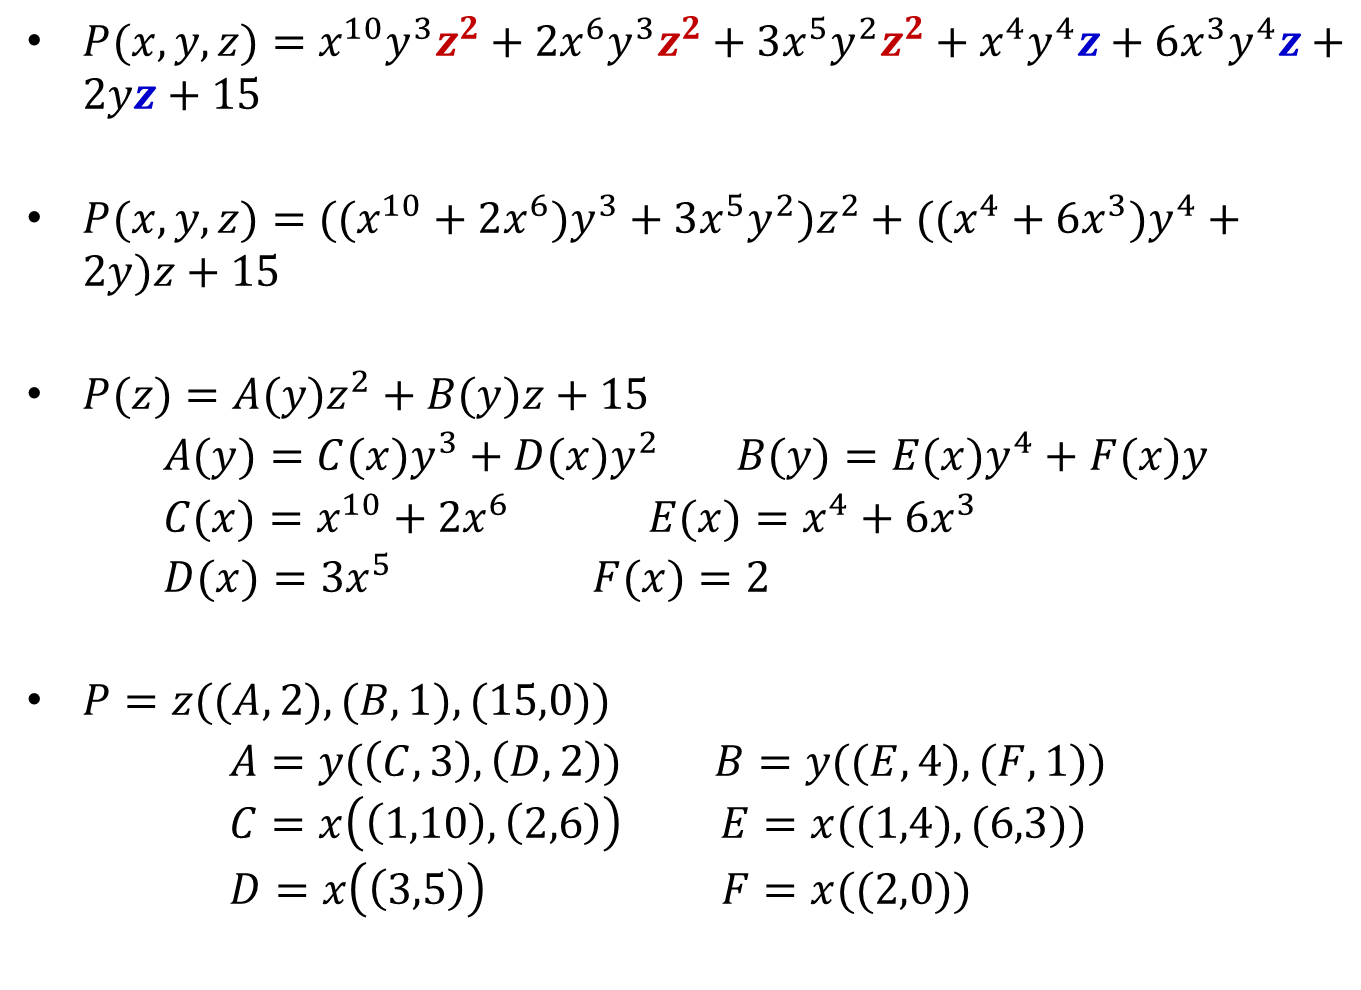 • P(x, y, z) = x¹⁰y³z² + 2x⁶y³z² + 3x⁵y²z² + x⁴y⁴z + 6x³y⁴z +
2yz + 15
• P(x, y, z) = ((x¹⁰ + 2x⁶)y³ + 3x⁵y²)z² + ((x⁴ + 6x³)y⁴ +
2y)z + 15
• P(z) = A(y)z² + B(y)z + 15
A(y) = C(x)y³ + D(x)y² B(y) = E(x)y⁴ + F(x)y
C(x) = x¹⁰ + 2x⁶ E(x) = x⁴ + 6x³
D(x) = 3x⁵ F(x) = 2
• P = z((A, 2), (B, 1), (15,0))
A = y((C, 3), (D, 2)) B = y((E, 4), (F, 1))
C = x((1,10), (2,6)) E = x((1,4), (6,3))
D = x((3,5)) F = x((2,0))